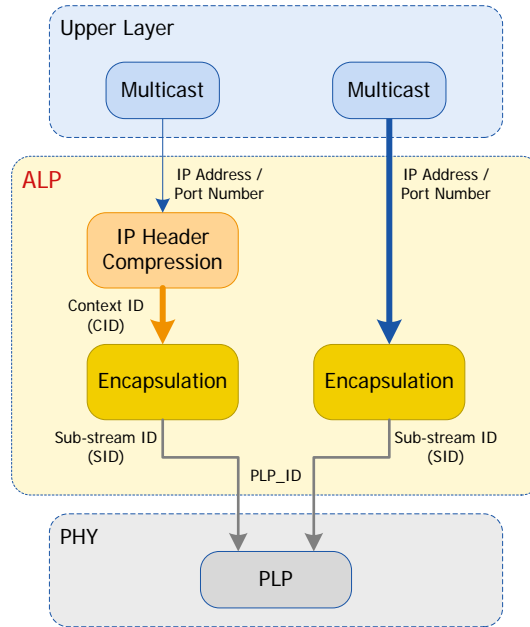 Upper Layer
Multicast
Multicast
IP Address /
Port Number
IP Address /
Port Number
ALP
IP Header
Compression
Context ID
(CID)
Encapsulation
Encapsulation
Sub-stream ID
(SID)
Sub-stream ID
(SID)
PLP_ID
PHY
PLP